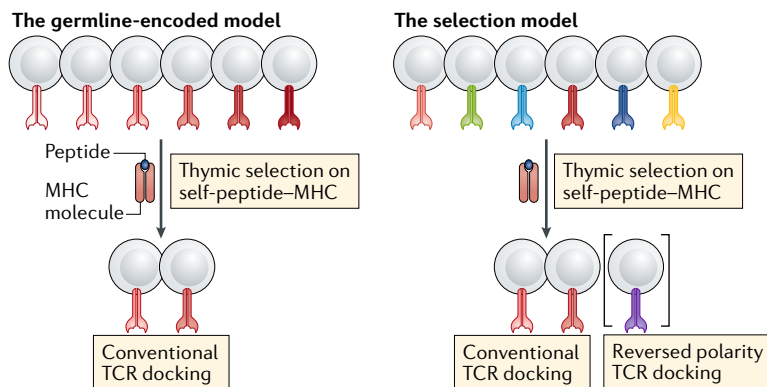 The germline-encoded model
Peptide
MHC
molecule
Thymic selection on
self-peptide–MHC
Conventional
TCR docking
The selection model
Thymic selection on
self-peptide–MHC
Conventional
TCR docking
Reversed polarity
TCR docking